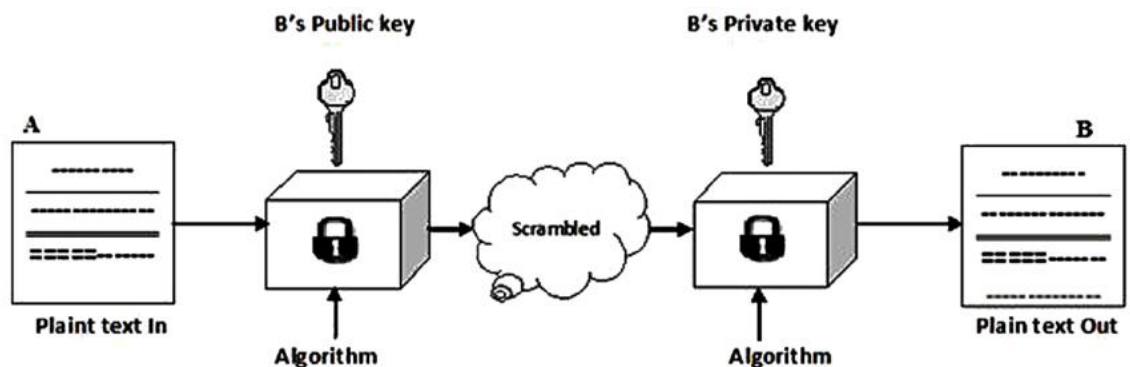 B's Public key
B's Private key
A
B
Scrambled
Plaint text In
Plain text Out
Algorithm
Algorithm